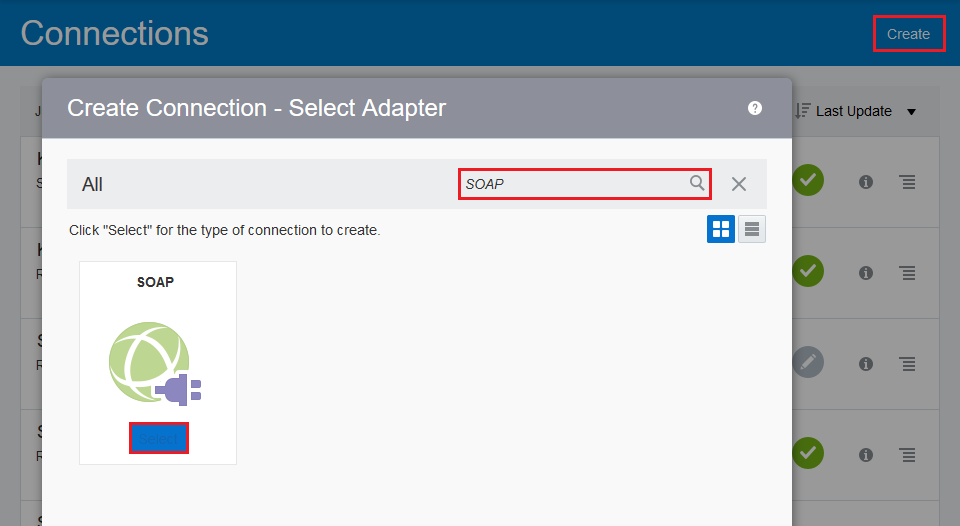 Connections
Create
Create Connection - Select Adapter
?
J
Last Update
All
SOAP
Click "Select" for the type of connection to create.
SOAP
Select
K
S
K
R
S
R
S
R
S